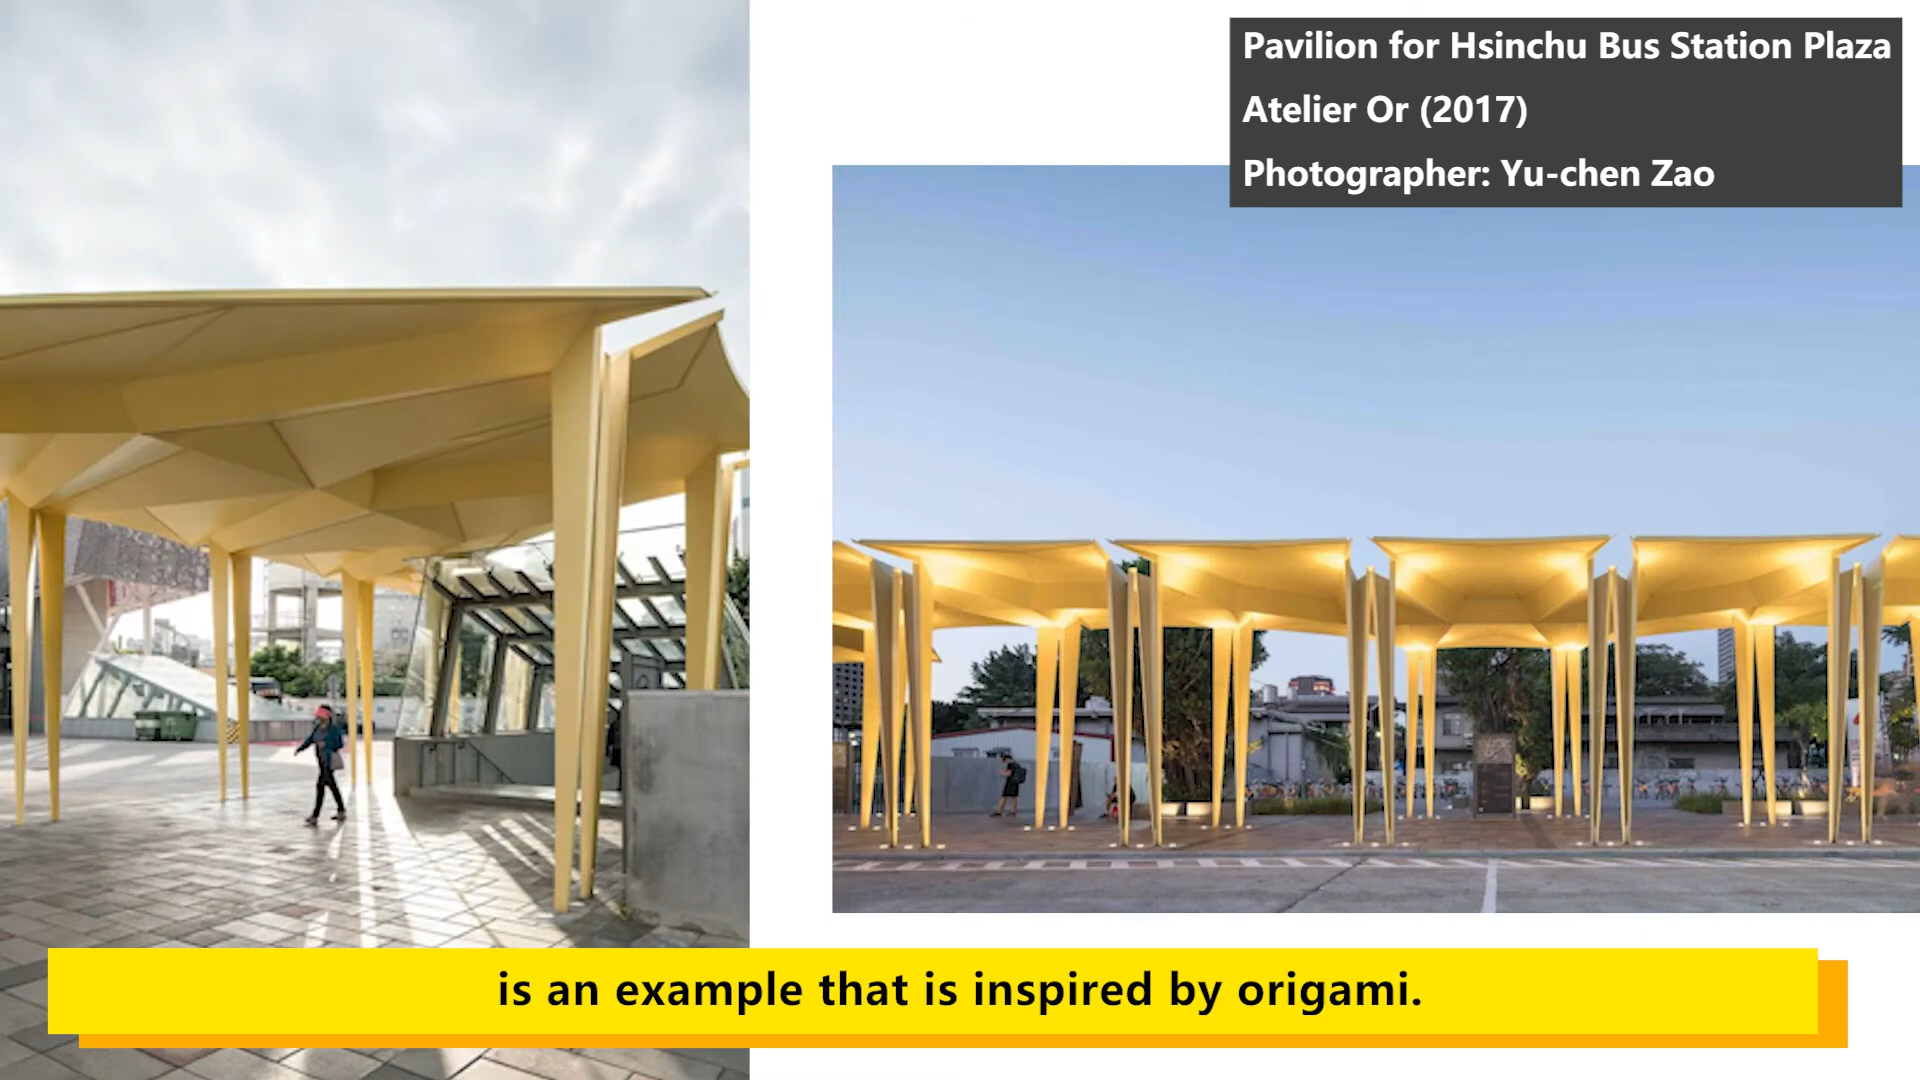 Pavilion for Hsinchu Bus Station Plaza
Atelier Or (2017)
Photographer: Yu-chen Zao
is an example that is inspired by origami.